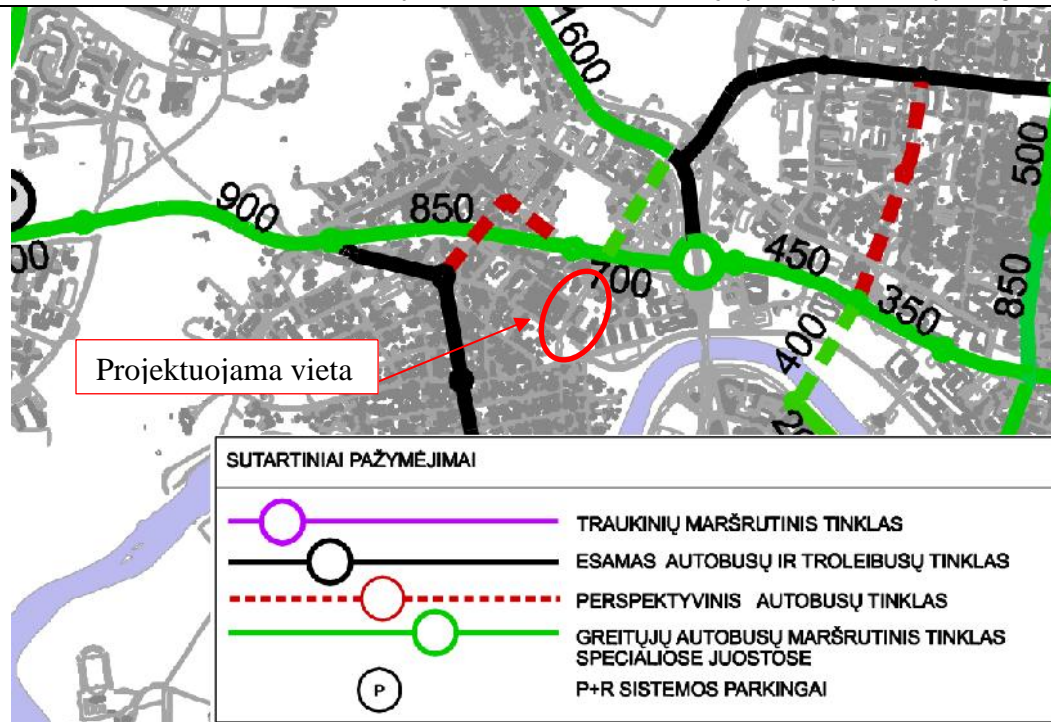 1600
500
900
850
700
450
350
850
400
00
P
Projektuojama vieta
SUTARTINIAI PAŽYMĖJIMAI
TRAUKINIŲ MARŠRUTINIS TINKLAS
ESAMAS AUTOBUSŲ IR TROLEIBUSŲ TINKLAS
PERSPEKTYVINIS AUTOBUSŲ TINKLAS
GREITŲJŲ AUTOBUSŲ MARŠRUTINIS TINKLAS
SPECIALIOSE JUOSTOSE
P
P+R SISTEMOS PARKINGAI